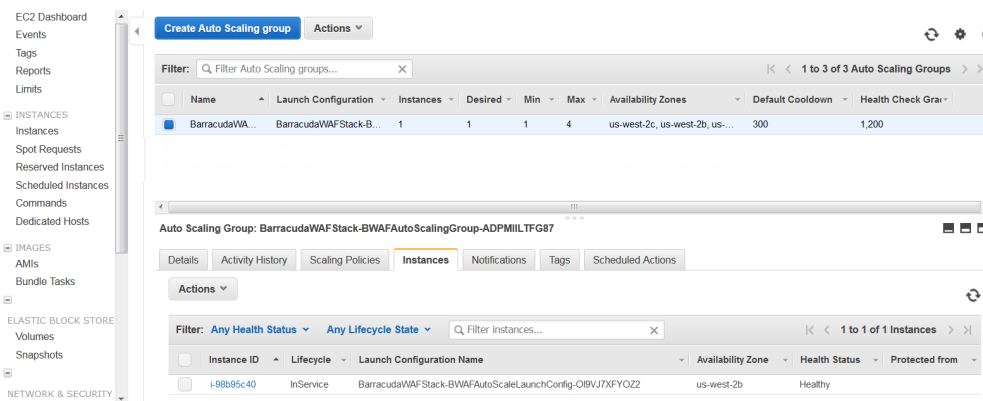 EC2 Dashboard
Events
Tags
Reports
Limits
INSTANCES
Instances
Spot Requests
Reserved Instances
Scheduled Instances
Commands
Dedicated Hosts
IMAGES
AMIs
Bundle Tasks
ELASTIC BLOCK STORE
Volumes
Snapshots
NETWORK & SECURITY
Create Auto Scaling group Actions
Filter: Filter Auto Scaling groups... 1 to 3 of 3 Auto Scaling Groups
Name Launch Configuration Instances Desired Min Max Availability Zones Default Cooldown Health Check Grac
BarracudaWA... BarracudaWAFStack-B... 1 1 1 4 us-west-2c, us-west-2b, us-... 300 1,200
Auto Scaling Group: BarracudaWAFStack-BWAFAutoScalingGroup-ADPMIILTFG87
Details Activity History Scaling Policies Instances Notifications Tags Scheduled Actions
Actions
Filter: Any Health Status Any Lifecycle State Filter instances... 1 to 1 of 1 Instances
Instance ID Lifecycle Launch Configuration Name Availability Zone Health Status Protected from
i-98b95c40 InService BarracudaWAFStack-BWAFAutoScaleLaunchConfig-OI9VJ7XFYOZ2 us-west-2b Healthy